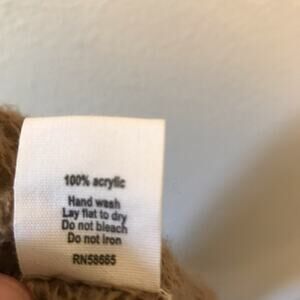 100% acrylic
Hand wash
Lay flat to dry
Do not bleach
Do not iron
RN58665